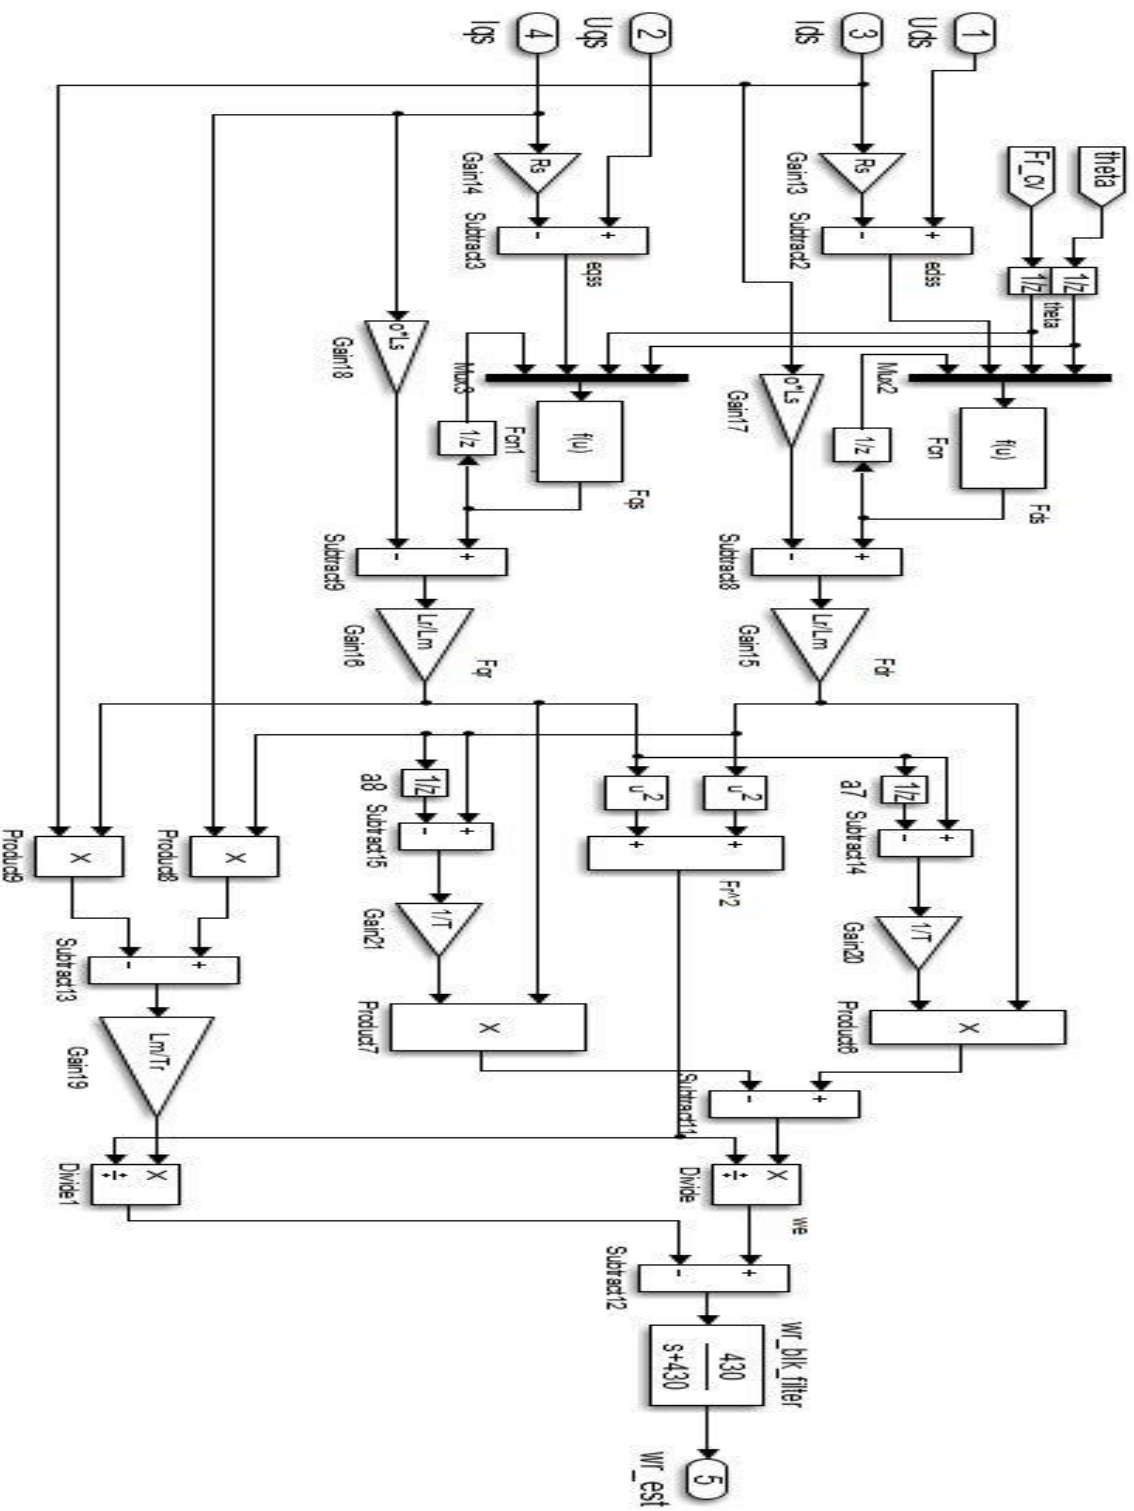 theta
Fr_cv
1/z
1/z
theta
1
Uds
3
Ids
Rs
Gain13
+
-
Subtract2
edss
Mux2
f(u)
Fcn
1/z
Fds
o*Ls
Gain17
+
-
Subtract8
Lr/Lm
Gain15
Fdr
2
Uqs
4
Iqs
Rs
Gain14
+
-
Subtract3
eqss
Mux3
f(u)
Fcn1
1/z
Fqs
o*Ls
Gain18
+
-
Subtract9
Lr/Lm
Gain16
Fqr
1/z
a7
+
-
Subtract14
1/T
Gain20
X
Product6
u2
u2
+
+
Fr^2
1/z
a8
+
-
Subtract15
1/T
Gain21
X
Product7
+
-
Subtract11
X
÷
Divide
we
X
Product8
X
Product9
+
-
Subtract13
Lm/Tr
Gain19
X
÷
Divide1
+
-
Subtract12
430
s+430
wr_blk_filter
5
wr_est